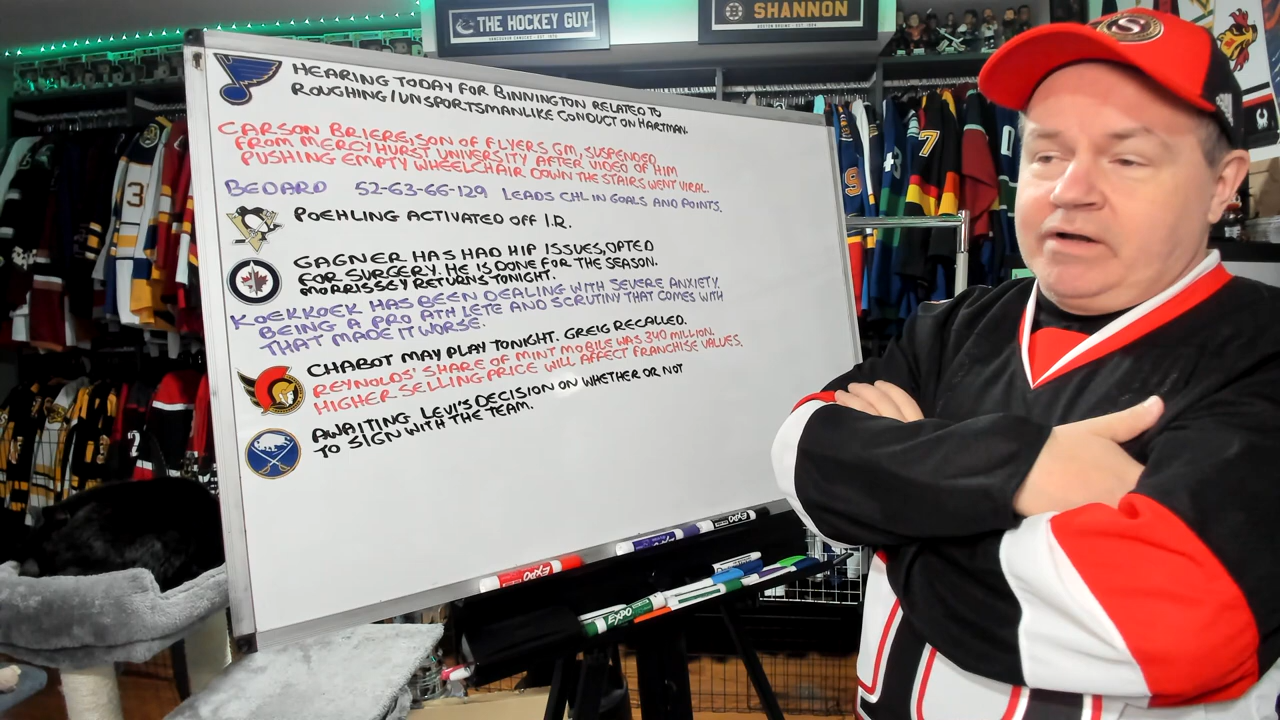 THE HOCKEY GUY
SHANNON
HEARING TODAY FOR BINNINGTON RELATED TO
ROUGHING/UNSPORTSMANLIKE CONDUCT ON HARTMAN.
CARSON BRIERE, SON OF FLYERS GM, SUSPENDED
FROM MERCYHURST UNIVERSITY AFTER VIDEO OF HIM
PUSHING EMPTY WHEELCHAIR DOWN THE STAIRS WENT VIRAL.
BEDARD 52-63-66-129 LEADS CHL IN GOALS AND POINTS.
POEHLING ACTIVATED OFF I.R.
GAGNER HAS HAD HIP ISSUES, OPTED
FOR SURGERY. HE IS DONE FOR THE SEASON.
MORRISSEY RETURNS TONIGHT.
KOEKKOEK HAS BEEN DEALING WITH SEVERE ANXIETY.
BEING A PRO ATHLETE AND SCRUTINY THAT COMES WITH
THAT MADE IT WORSE.
CHABOT MAY PLAY TONIGHT. GREIG RECALLED.
REYNOLDS' SHARE OF MINT MOBILE WAS 340 MILLION.
HIGHER SELLING PRICE WILL AFFECT FRANCHISE VALUES.
AWAITING LEVI'S DECISION ON WHETHER OR NOT
TO SIGN WITH THE TEAM.
3
7
EXPO
EXPO
EXPO
EXPO
S